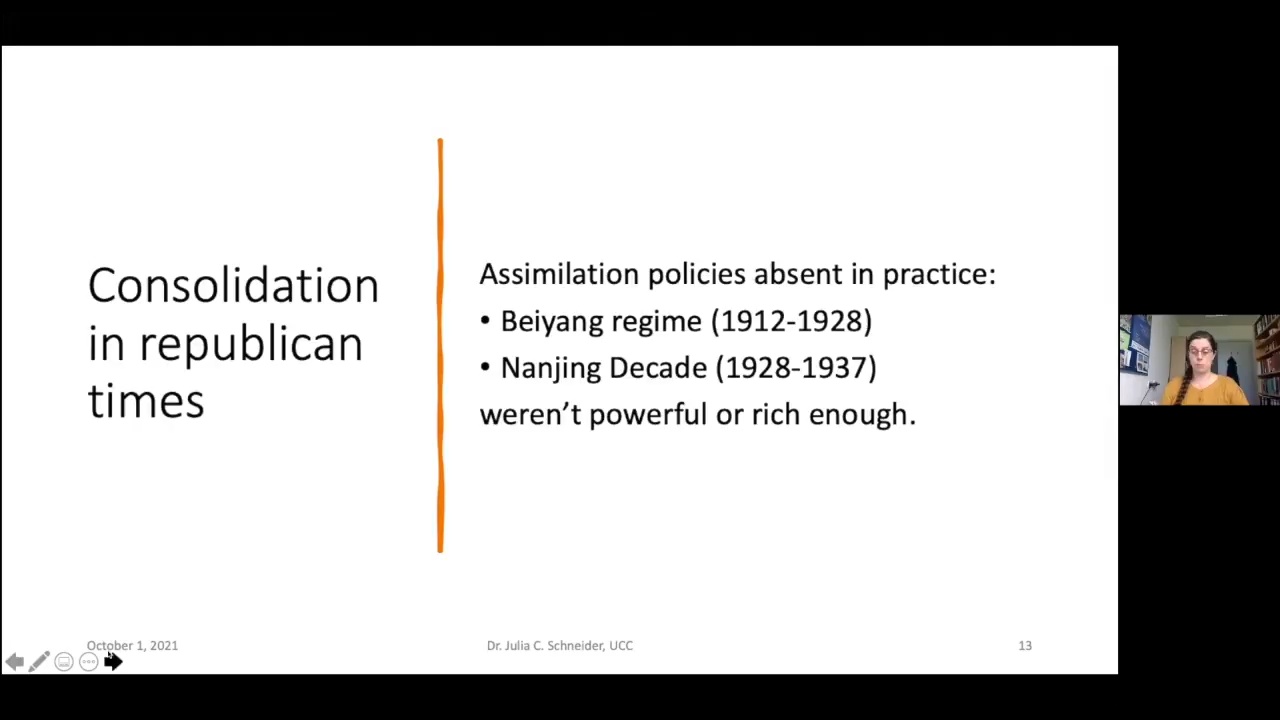 Consolidation
in republican
times
Assimilation policies absent in practice:
• Beiyang regime (1912-1928)
• Nanjing Decade (1928-1937)
weren’t powerful or rich enough.
October 1, 2021
Dr. Julia C. Schneider, UCC
13